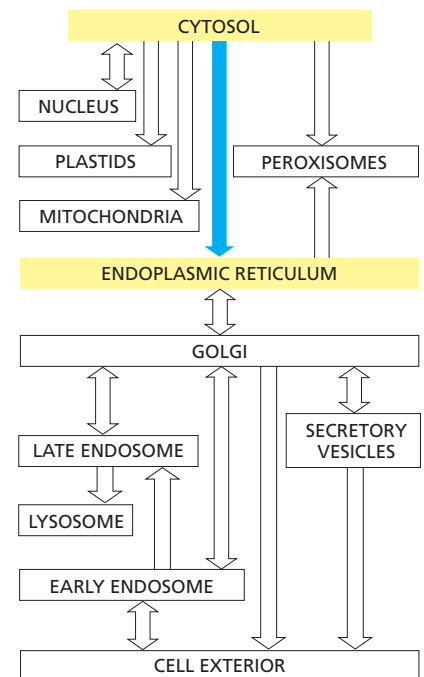 CYTOSOL
NUCLEUS
PLASTIDS
PEROXISOMES
MITOCHONDRIA
ENDOPLASMIC RETICULUM
GOLGI
LATE ENDOSOME
SECRETORY
VESICLES
LYSOSOME
EARLY ENDOSOME
CELL EXTERIOR